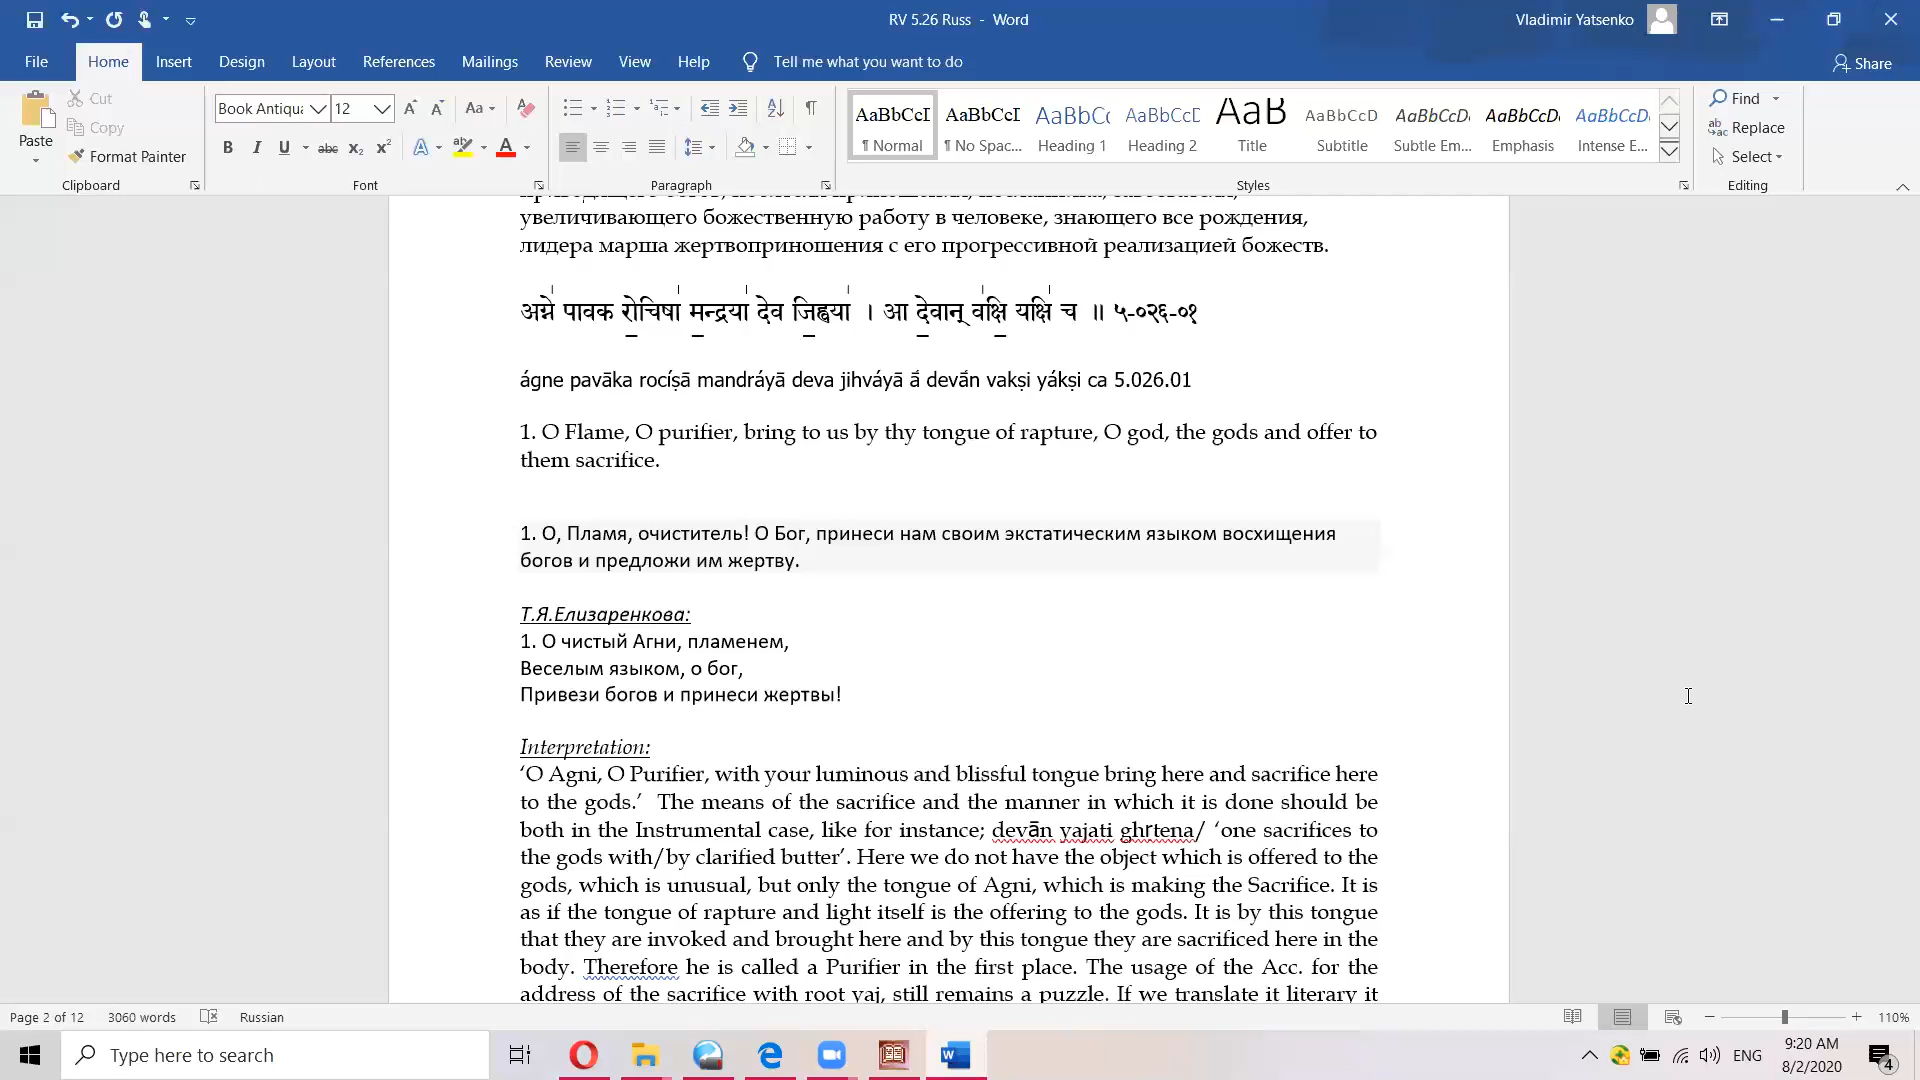 RV 5.26 Russ - Word
Vladimir Yatsenko
File Home Insert Design Layout References Mailings Review View Help Tell me what you want to do Share
Paste
Cut
Copy
Format Painter
Clipboard
Book Antiqua 12
Font
Paragraph
AaBbCcD ¶ Normal
AaBbCcD ¶ No Spac...
AaBbCc Heading 1
AaBbCcD Heading 2
AaB Title
AaBbCcD Subtitle
AaBbCcD Subtle Em...
AaBbCcD Emphasis
AaBbCcD Intense E...
Styles
Find
Replace
Select
Editing
увеличивающего божественную работу в человеке, знающего все рождения,
лидера марша жертвоприношения с его прогрессивной реализацией божеств.
अग्ने॑ पावक रो॒चिषा॑ म॒न्द्रया॑ देव जि॒ह्वया॑ । आ दे॒वान् व॑क्षि॒ यक्षि॑ च ॥ ५-०२६-०१
ágne pavāka rocíṣā mandráyā deva jihváyā ā́ devā́n vakṣi yákṣi ca 5.026.01
1. O Flame, O purifier, bring to us by thy tongue of rapture, O god, the gods and offer to
them sacrifice.
1. О, Пламя, очиститель! О Бог, принеси нам своим экстатическим языком восхищения
богов и предложи им жертву.
Т.Я.Елизаренкова:
1. О чистый Агни, пламенем,
Веселым языком, о бог,
Привези богов и принеси жертвы!
Interpretation:
‘O Agni, O Purifier, with your luminous and blissful tongue bring here and sacrifice here
to the gods.’ The means of the sacrifice and the manner in which it is done should be
both in the Instrumental case, like for instance; devān yajati ghrtena/ ‘one sacrifices to
the gods with/by clarified butter’. Here we do not have the object which is offered to the
gods, which is unusual, but only the tongue of Agni, which is making the Sacrifice. It is
as if the tongue of rapture and light itself is the offering to the gods. It is by this tongue
that they are invoked and brought here and by this tongue they are sacrificed here in the
body. Therefore he is called a Purifier in the first place. The usage of the Acc. for the
address of the sacrifice with root yaj, still remains a puzzle. If we translate it literary it
Page 2 of 12 3060 words Russian 110%
Type here to search
ENG
9:20 AM
8/2/2020
4